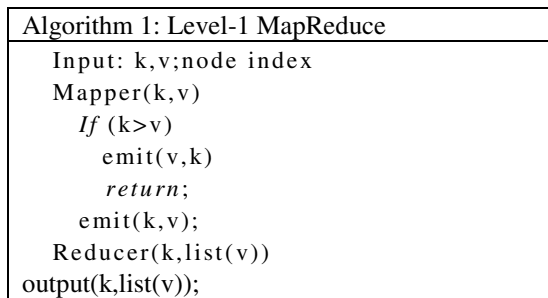 Algorithm 1: Level-1 MapReduce
Input: k,v;node index
Mapper(k,v)
If (k>v)
emit(v,k)
return;
emit(k,v);
Reducer(k,list(v))
output(k,list(v));